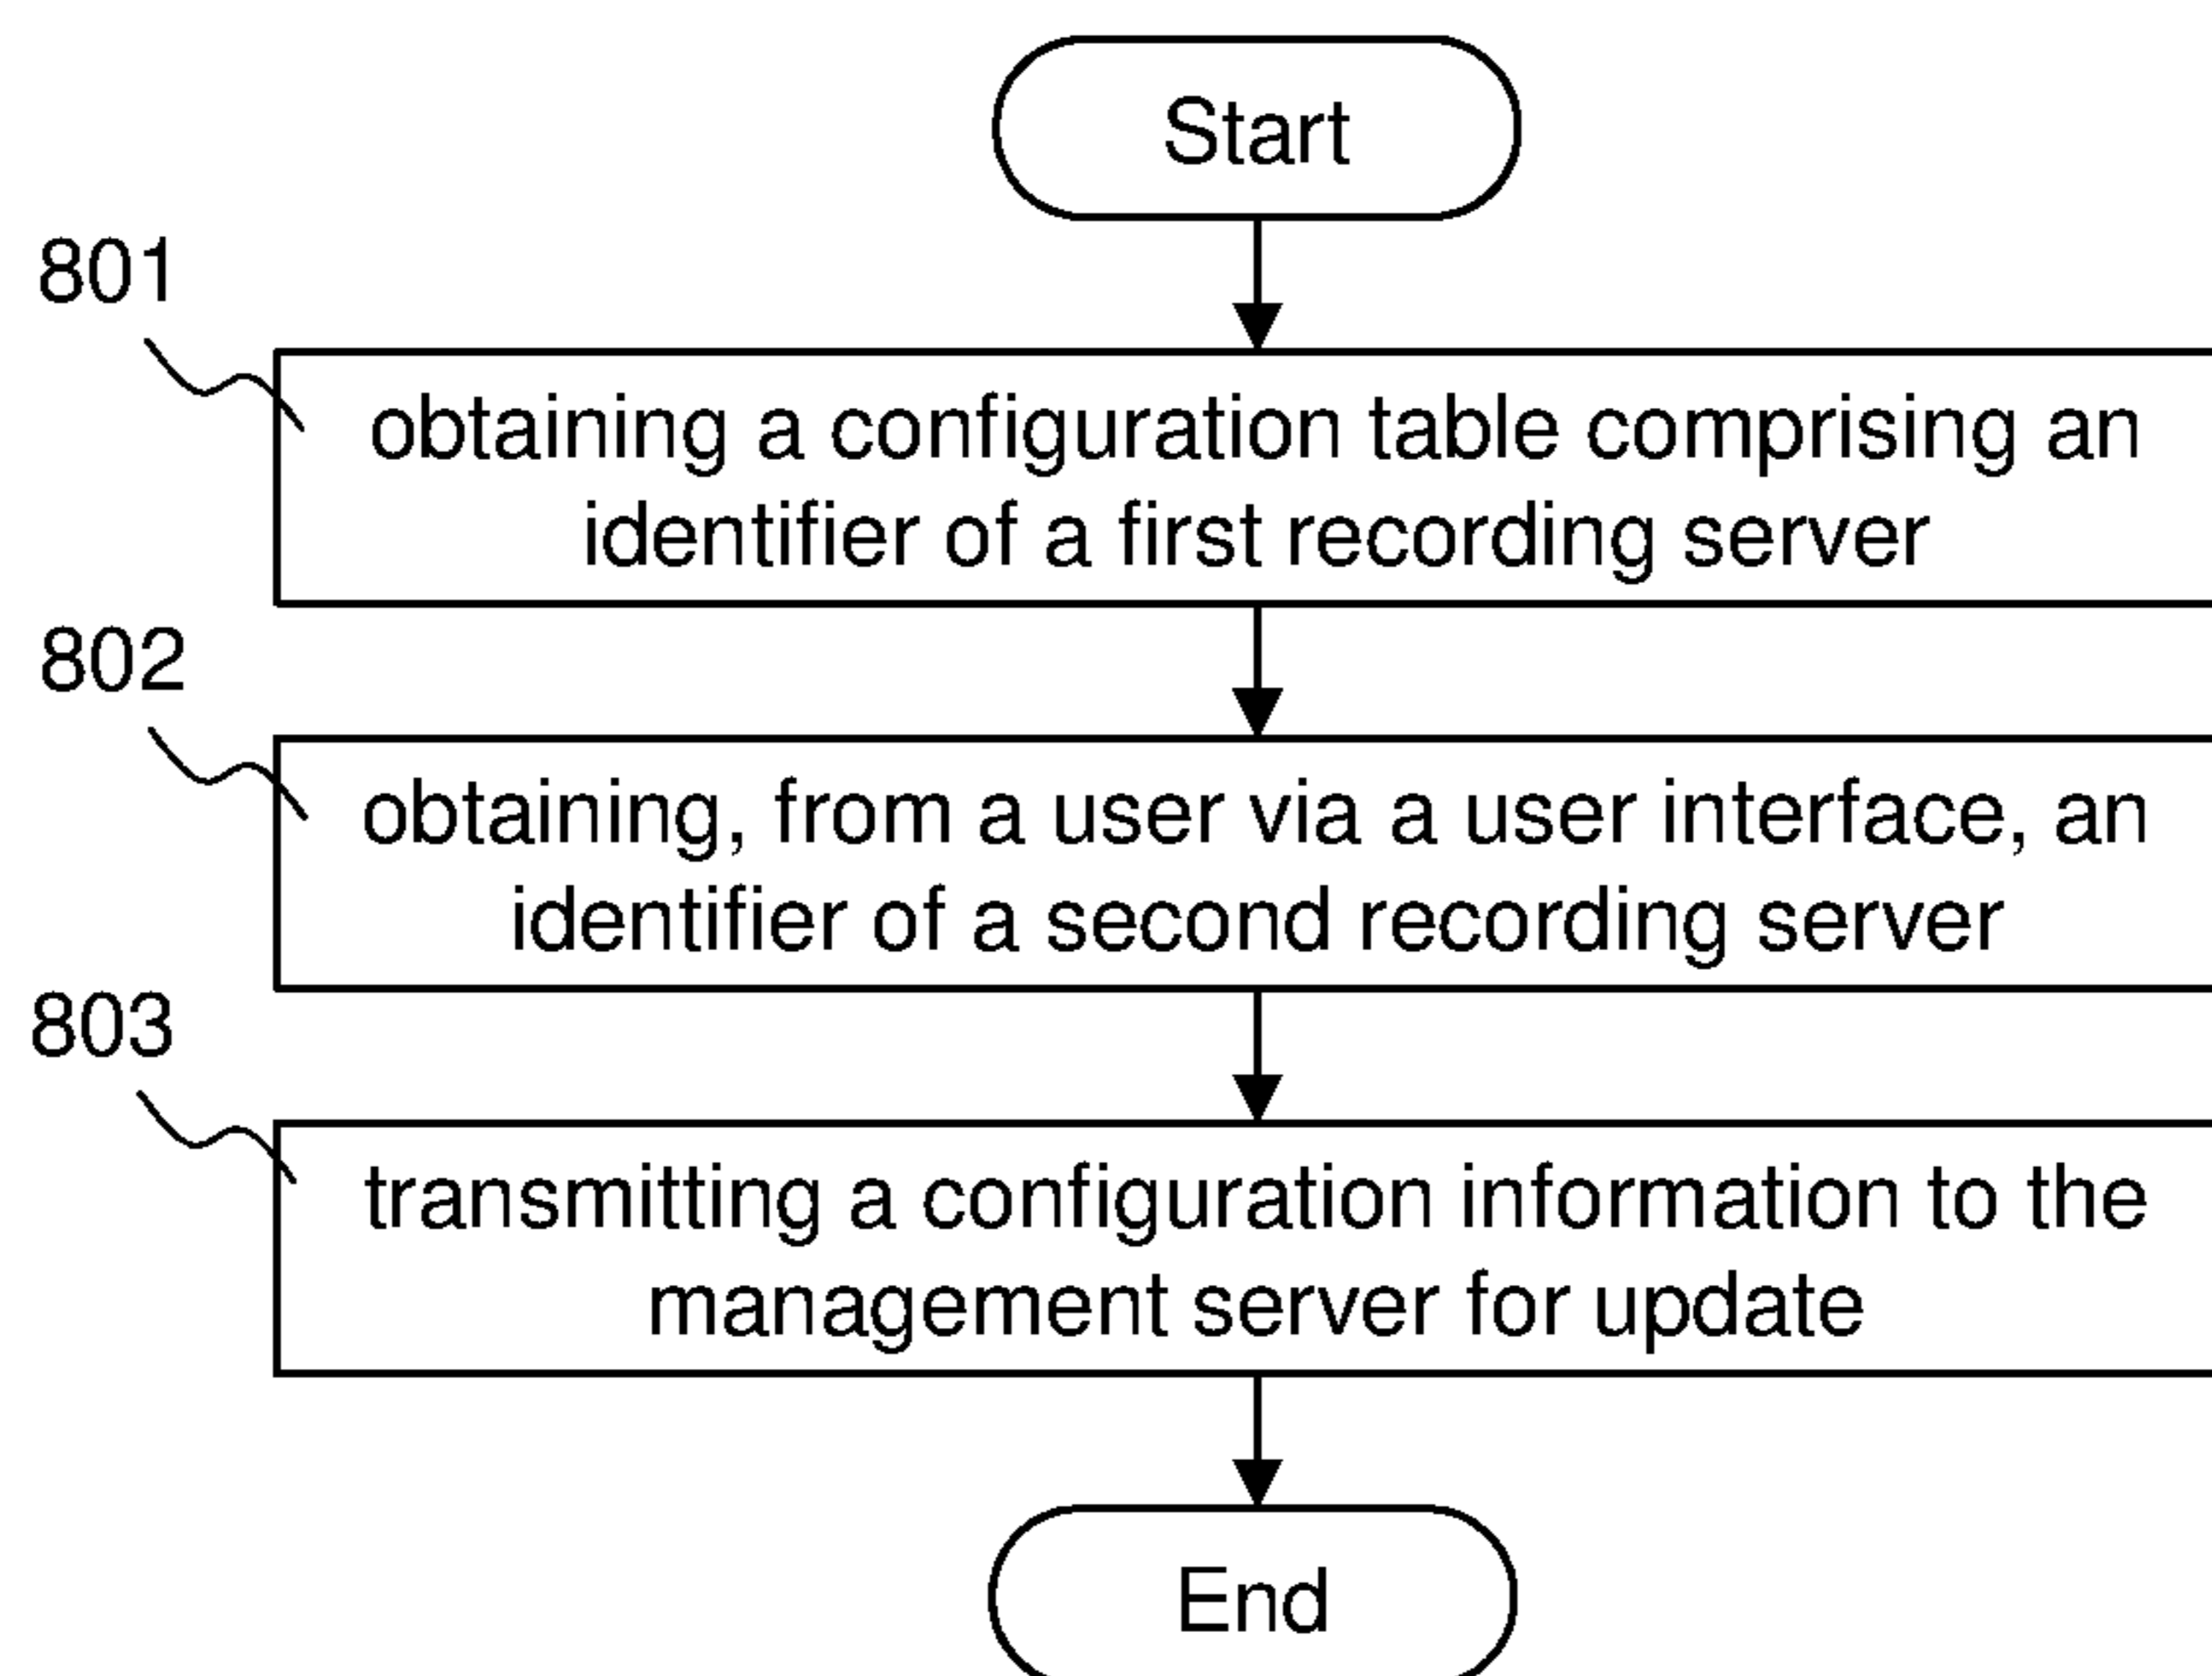 Start
801
obtaining a configuration table comprising an
identifier of a first recording server
802
obtaining, from a user via a user interface, an
identifier of a second recording server
803
transmitting a configuration information to the
management server for update
End